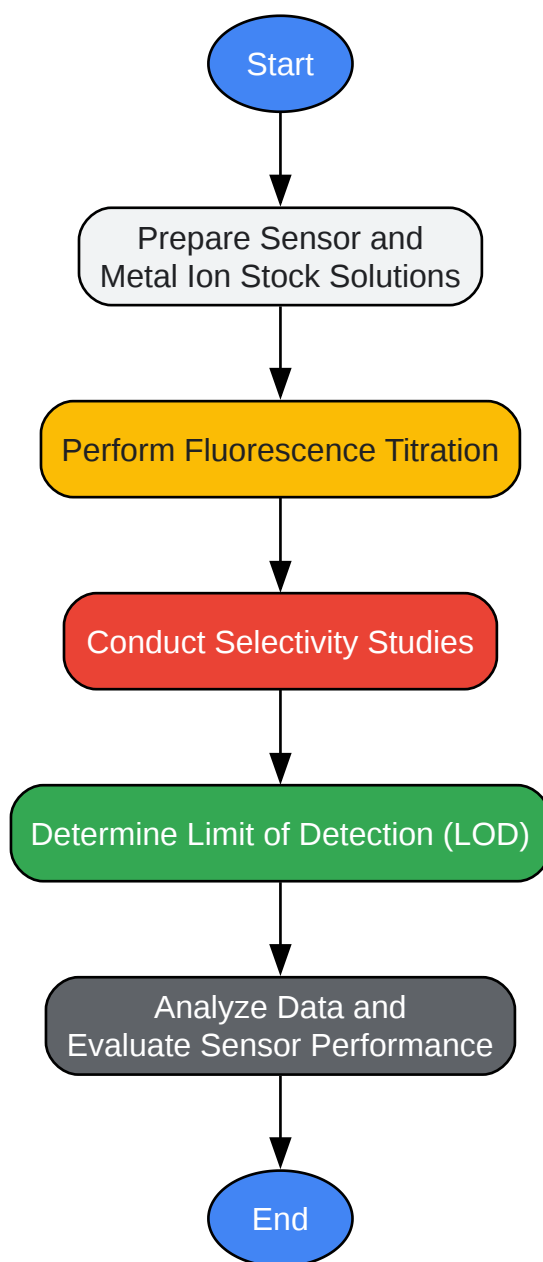 Start
Prepare Sensor and
Metal Ion Stock Solutions
Perform Fluorescence Titration
Conduct Selectivity Studies
Determine Limit of Detection (LOD)
Analyze Data and
Evaluate Sensor Performance
End